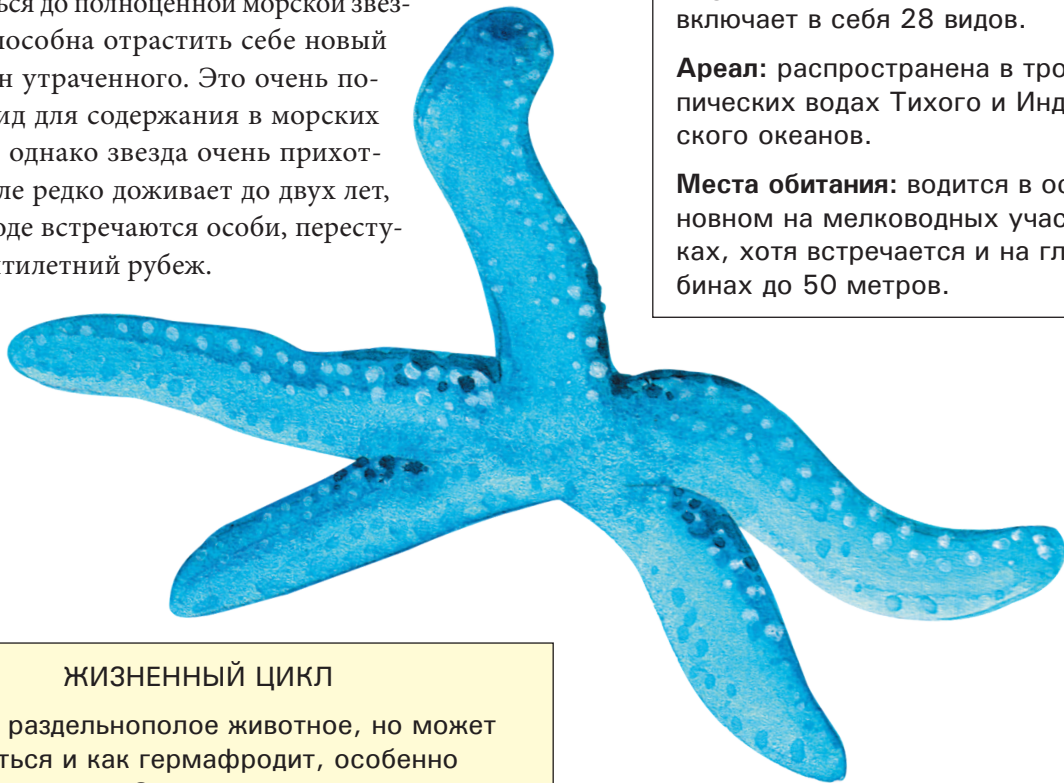 ься до полноценной морской звез-
пособна отрастить себе новый
н утраченного. Это очень по-
ид для содержания в морских
однако звезда очень прихот-
ле редко доживает до двух лет,
оде встречаются особи, пересту-
тилетний рубеж.
включает в себя 28 видов.
Ареал: распространена в тро
пических водах Тихого и Инд
ского океанов.
Места обитания: водится в ос
новном на мелководных учас
ках, хотя встречается и на гл
бинах до 50 метров.
ЖИЗНЕННЫЙ ЦИКЛ
раздельнополое животное, но может
ться и как гермафродит, особенно